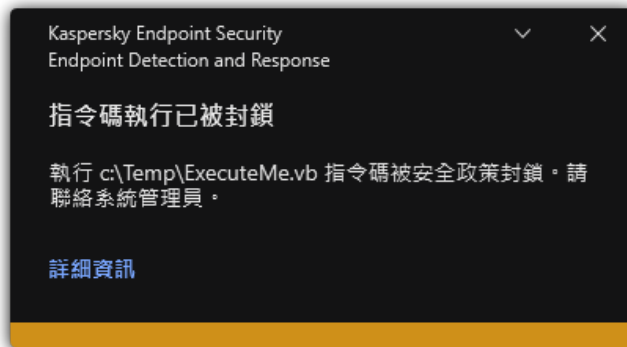 Kaspersky Endpoint Security
Endpoint Detection and Response
指令碼執行已被封鎖
執行 c:\Temp\ExecuteMe.vb 指令碼被安全政策封鎖。請
聯絡系統管理員。
詳細資訊